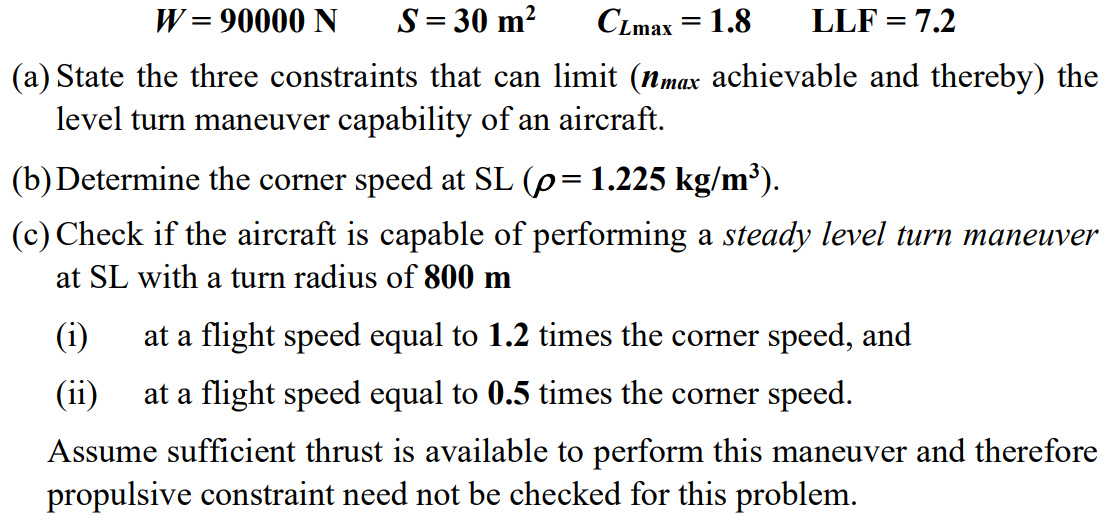 W = 90000 N S = 30 m² C_Lmax = 1.8 LLF = 7.2
(a) State the three constraints that can limit (n_max achievable and thereby) the
level turn maneuver capability of an aircraft.
(b) Determine the corner speed at SL (ρ = 1.225 kg/m³).
(c) Check if the aircraft is capable of performing a steady level turn maneuver
at SL with a turn radius of 800 m
(i) at a flight speed equal to 1.2 times the corner speed, and
(ii) at a flight speed equal to 0.5 times the corner speed.
Assume sufficient thrust is available to perform this maneuver and therefore
propulsive constraint need not be checked for this problem.